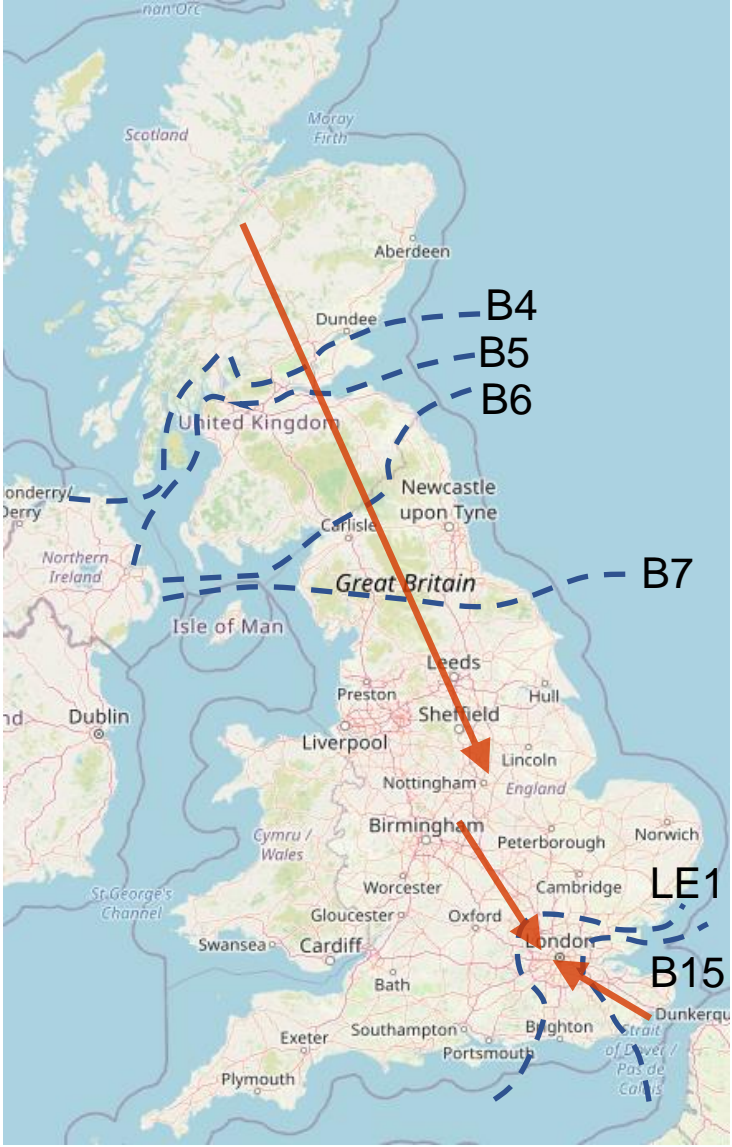 nan Orc
Moray
Firth
Scotland
Aberdeen
Dundee
B4
B5
B6
United Kingdom
onderry/
Derry
Newcastle
upon Tyne
Carlisle
Northern
Ireland
Great Britain
B7
Isle of Man
Leeds
Preston
Hull
nd
Dublin
Sheffield
Liverpool
Lincoln
Nottingham
England
Birmingham
Peterborough
Norwich
Cymru /
Wales
Worcester
Cambridge
LE1
St George's
Channel
Gloucester
Oxford
Swansea
Cardiff
London
B15
Bath
Dunkerqu
Southampton
Brighton
Strait
of Dover /
Pas de
Calais
Exeter
Portsmouth
Plymouth